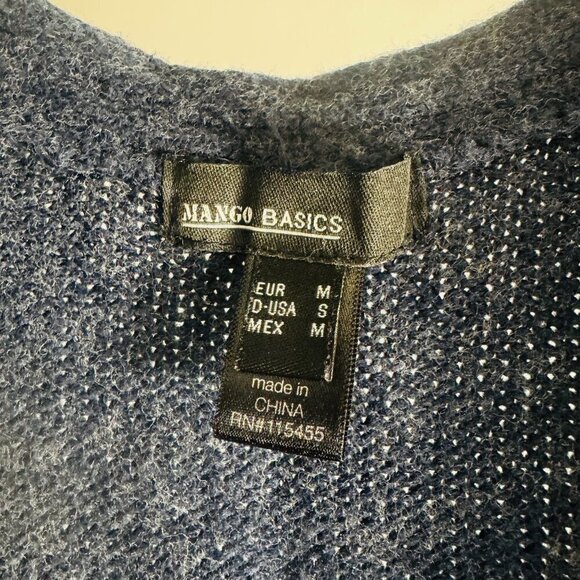 MANGO BASICS
EUR M
D-USA S
MEX M
made in
CHINA
RN#115455